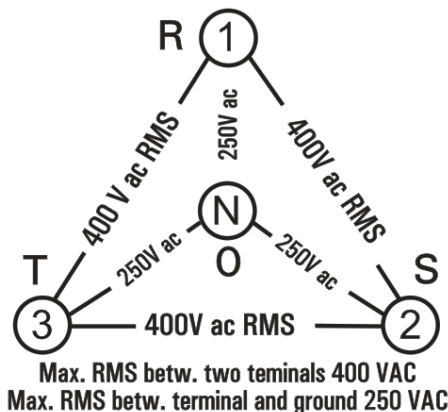 R 1
400 V ac RMS
250V ac
400V ac RMS
N
O
250V ac
250V ac
T
S
3
400V ac RMS
2
Max. RMS betw. two teminals 400 VAC
Max. RMS betw. terminal and ground 250 VAC